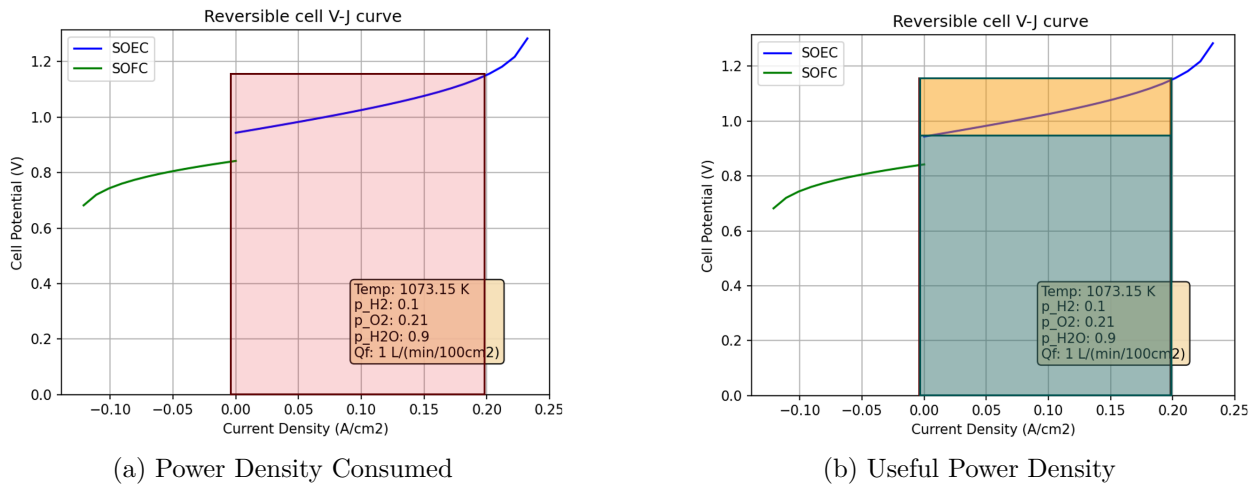 Reversible cell V-J curve
SOEC
SOFC
Cell Potential (V)
1.2
1.0
0.8
0.6
0.4
0.2
0.0
Temp: 1073.15 K
p_H2: 0.1
p_O2: 0.21
p_H2O: 0.9
Qf: 1 L/(min/100cm2)
−0.10 −0.05 0.00 0.05 0.10 0.15 0.20 0.25
Current Density (A/cm2)
(a) Power Density Consumed
Reversible cell V-J curve
SOEC
SOFC
Cell Potential (V)
1.2
1.0
0.8
0.6
0.4
0.2
0.0
Temp: 1073.15 K
p_H2: 0.1
p_O2: 0.21
p_H2O: 0.9
Qf: 1 L/(min/100cm2)
−0.10 −0.05 0.00 0.05 0.10 0.15 0.20 0.25
Current Density (A/cm2)
(b) Useful Power Density